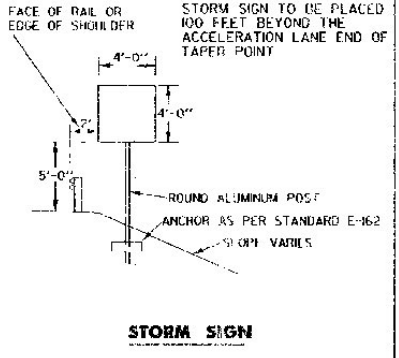 FACE OF RAIL OR
EDGE OF SHOULDER
STORM SIGN TO BE PLACED
100 FEET BEYOND THE
ACCELERATION LANE END OF
TAPER POINT
4'-0"
4'-0"
2'
5'-0"
ROUND ALUMINUM POST
ANCHOR AS PER STANDARD E-162
SLOPE VARIES
STORM SIGN